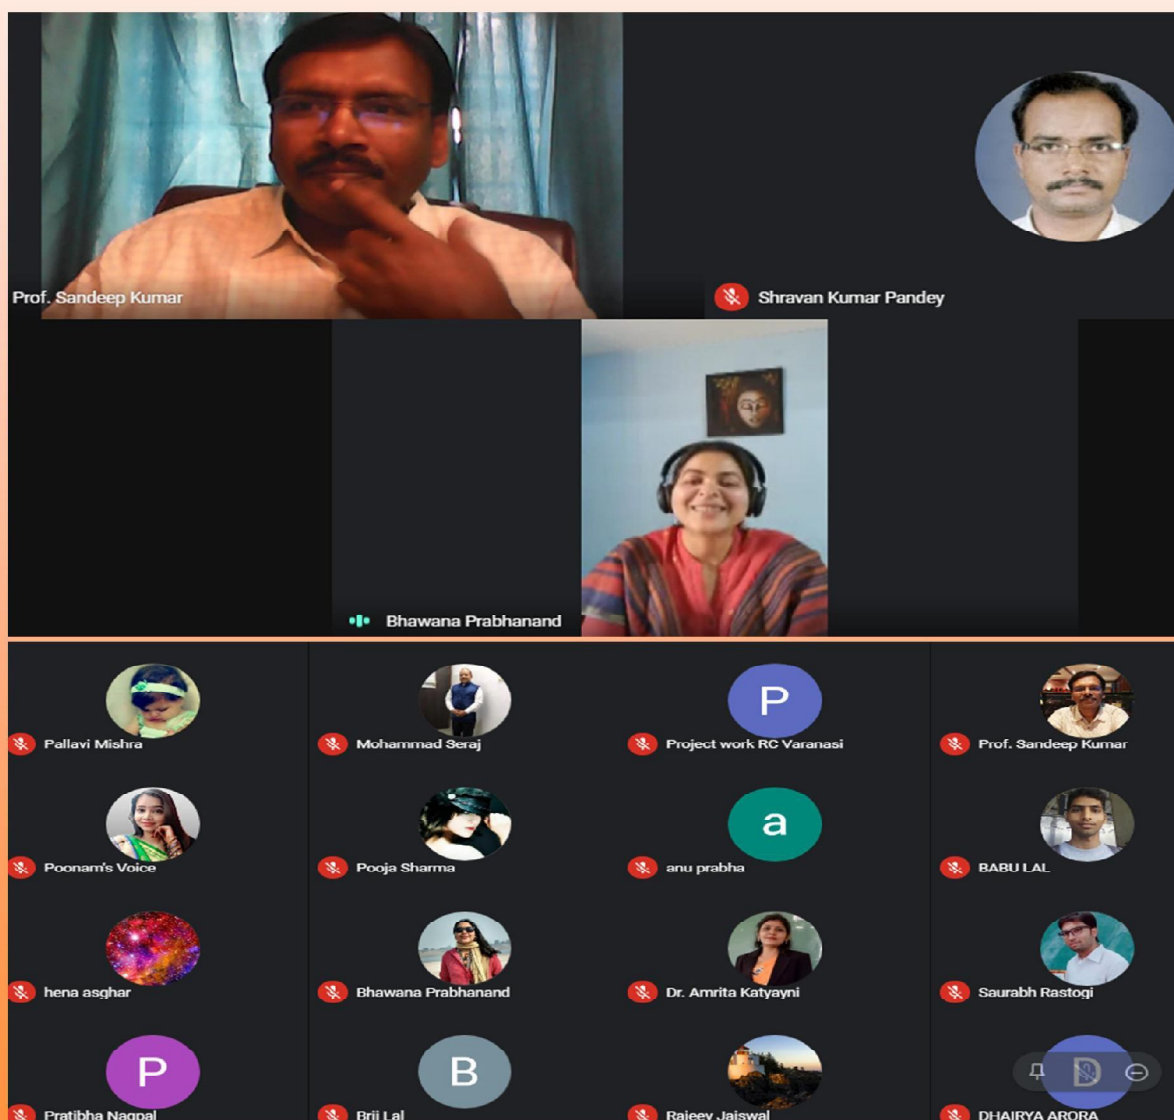 Prof. Sandeep Kumar
Shravan Kumar Pandey
Bhawana Prabhanand
P
Pallavi Mishra
Mohammad Seraj
Project work RC Varanasi
Prof. Sandeep Kumar
a
Poonam's Voice
Pooja Sharma
anu prabha
BABU LAL
hena asghar
Bhawana Prabhanand
Dr. Amrita Katyayni
Saurabh Rastogi
P
B
D
Pratibha Nagpal
Brij Lal
Rajeev Jaiswal
DHAIRYA ARORA